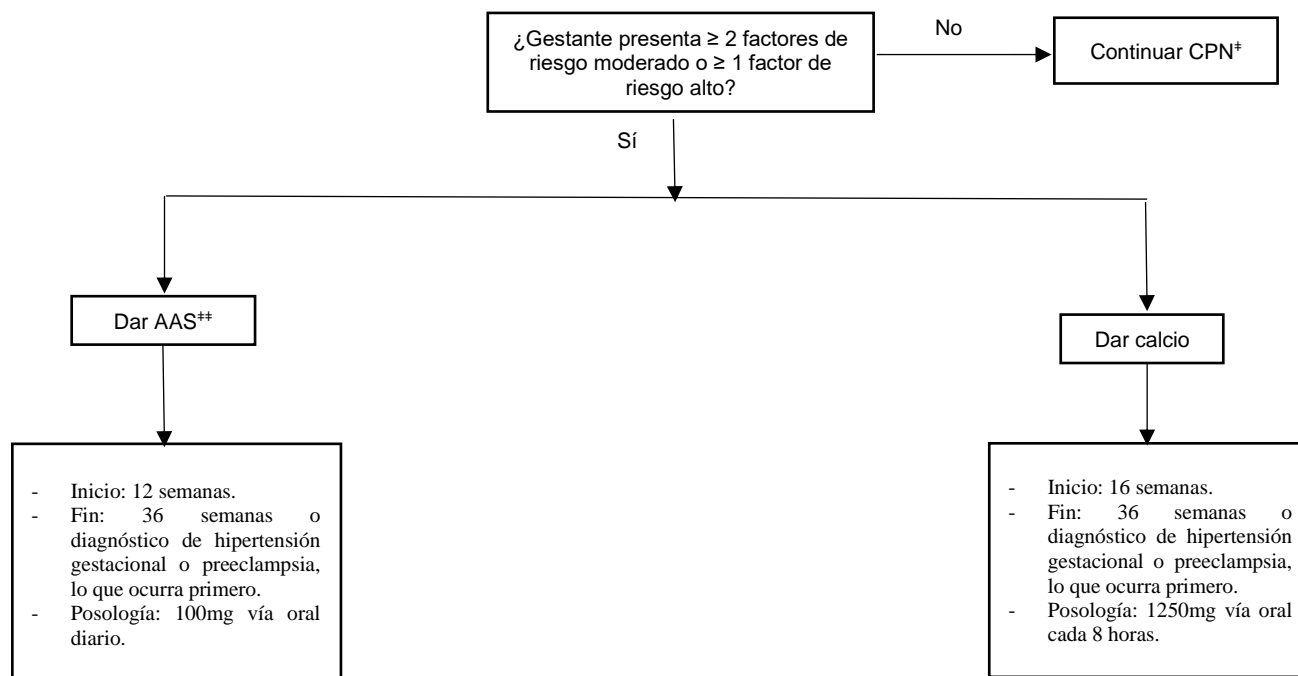 ¿Gestante presenta ≥ 2 factores de
riesgo moderado o ≥ 1 factor de
riesgo alto?
No
Continuar CPN‡
Sí
Dar AAS‡‡
Dar calcio
- Inicio: 12 semanas.
- Fin: 36 semanas o
diagnóstico de hipertensión
gestacional o preeclampsia,
lo que ocurra primero.
- Posología: 100mg vía oral
diario.
- Inicio: 16 semanas.
- Fin: 36 semanas o
diagnóstico de hipertensión
gestacional o preeclampsia,
lo que ocurra primero.
- Posología: 1250mg vía oral
cada 8 horas.